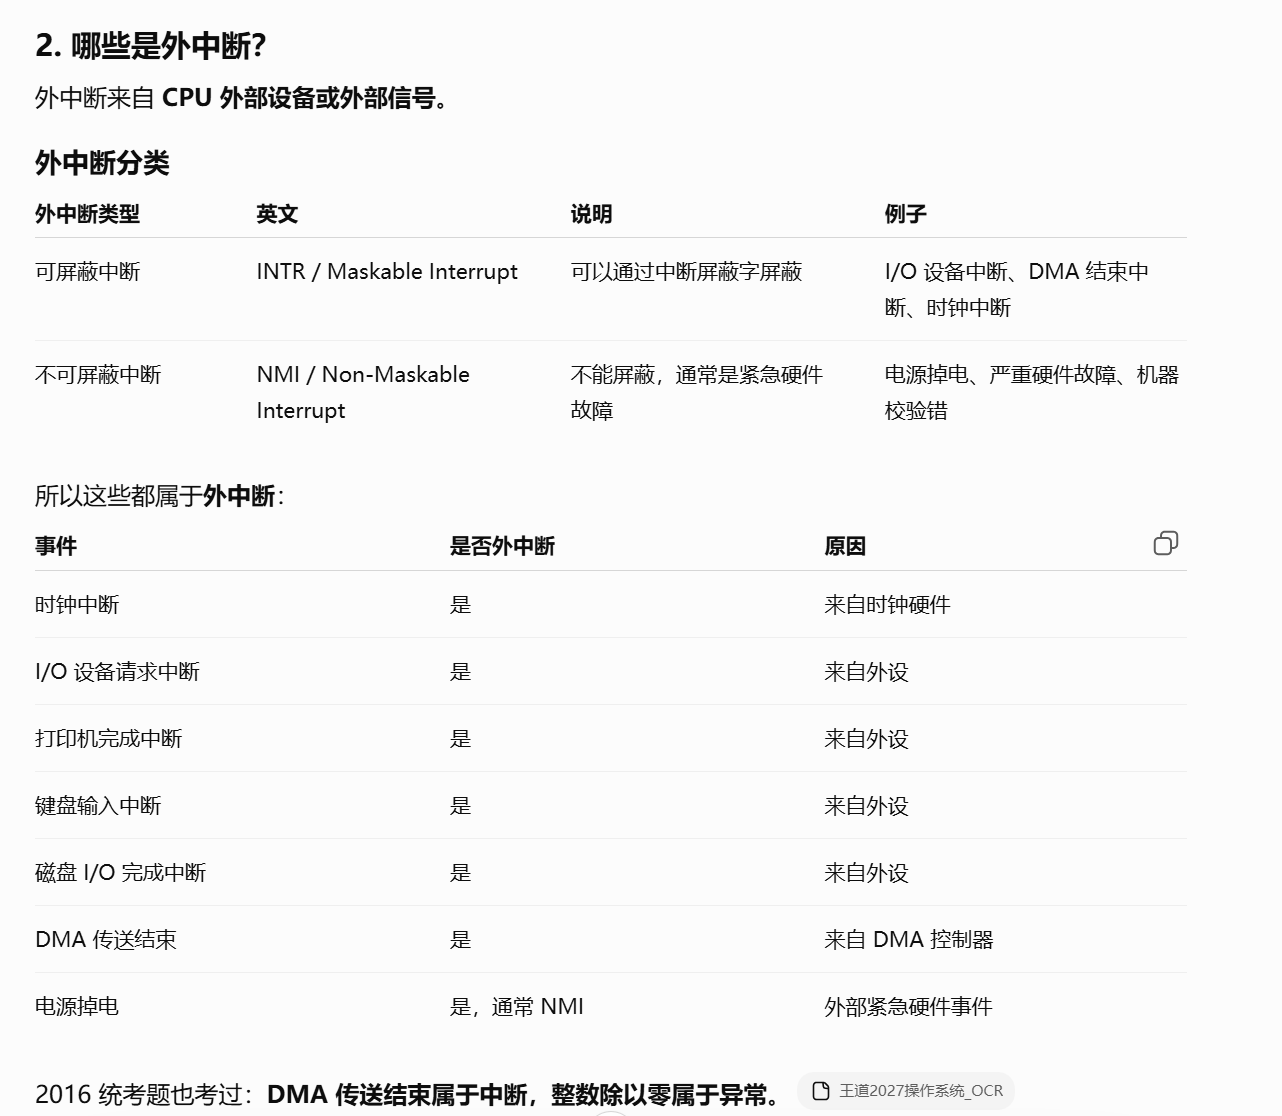 2. 哪些是外中断？
外中断来自 CPU 外部设备或外部信号。
外中断分类
外中断类型 英文 说明 例子
可屏蔽中断 INTR / Maskable Interrupt 可以通过中断屏蔽字屏蔽 I/O 设备中断、DMA 结束中
断、时钟中断
不可屏蔽中断 NMI / Non-Maskable 不能屏蔽，通常是紧急硬件 电源掉电、严重硬件故障、机器
Interrupt 故障 校验错
所以这些都属于外中断：
事件 是否外中断 原因
时钟中断 是 来自时钟硬件
I/O 设备请求中断 是 来自外设
打印机完成中断 是 来自外设
键盘输入中断 是 来自外设
磁盘 I/O 完成中断 是 来自外设
DMA 传送结束 是 来自 DMA 控制器
电源掉电 是，通常 NMI 外部紧急硬件事件
2016 统考题也考过：DMA 传送结束属于中断，整数除以零属于异常。 王道2027操作系统_OCR